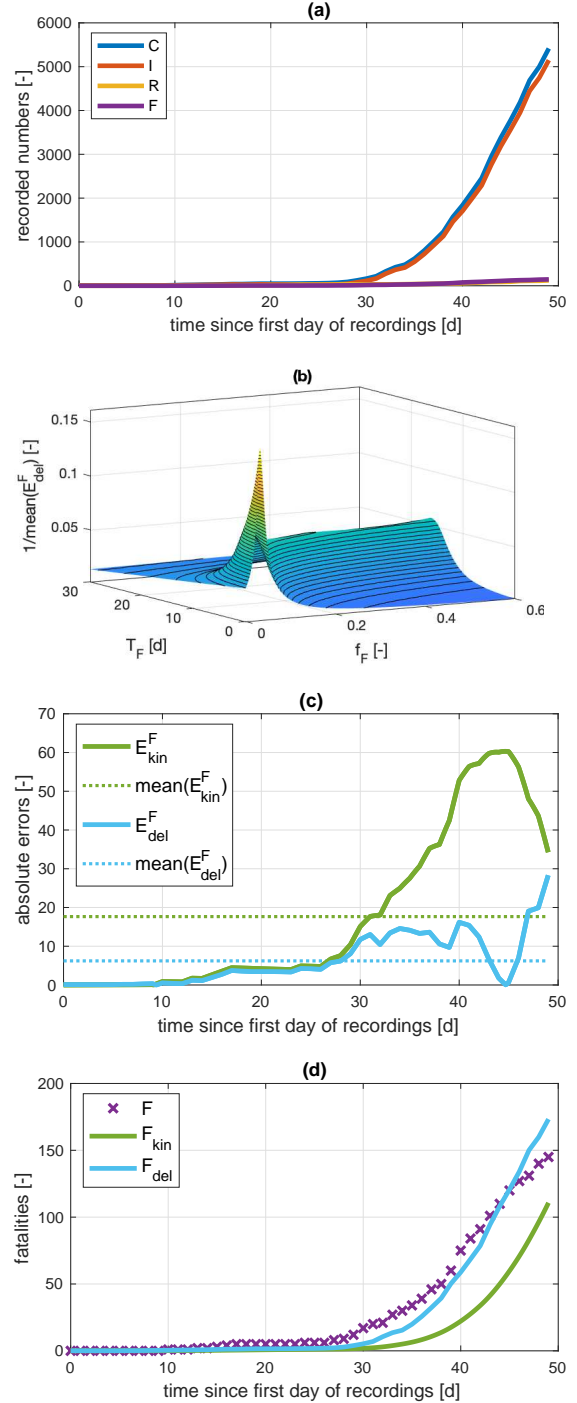 (a)
6000
5000
4000
3000
2000
1000
0
recorded numbers [-]
C
I
R
F
0 10 20 30 40 50
time since first day of recordings [d]
(b)
0.15
0.1
0.05
1/mean(E^F_del) [-]
30
20
10
0
T_F [d]
0
0.2
0.4
0.6
f_F [-]
(c)
70
60
50
40
30
20
10
0
absolute errors [-]
E^F_kin
mean(E^F_kin)
E^F_del
mean(E^F_del)
0 10 20 30 40 50
time since first day of recordings [d]
(d)
200
150
100
50
0
fatalities [-]
F
F_kin
F_del
0 10 20 30 40 50
time since first day of recordings [d]